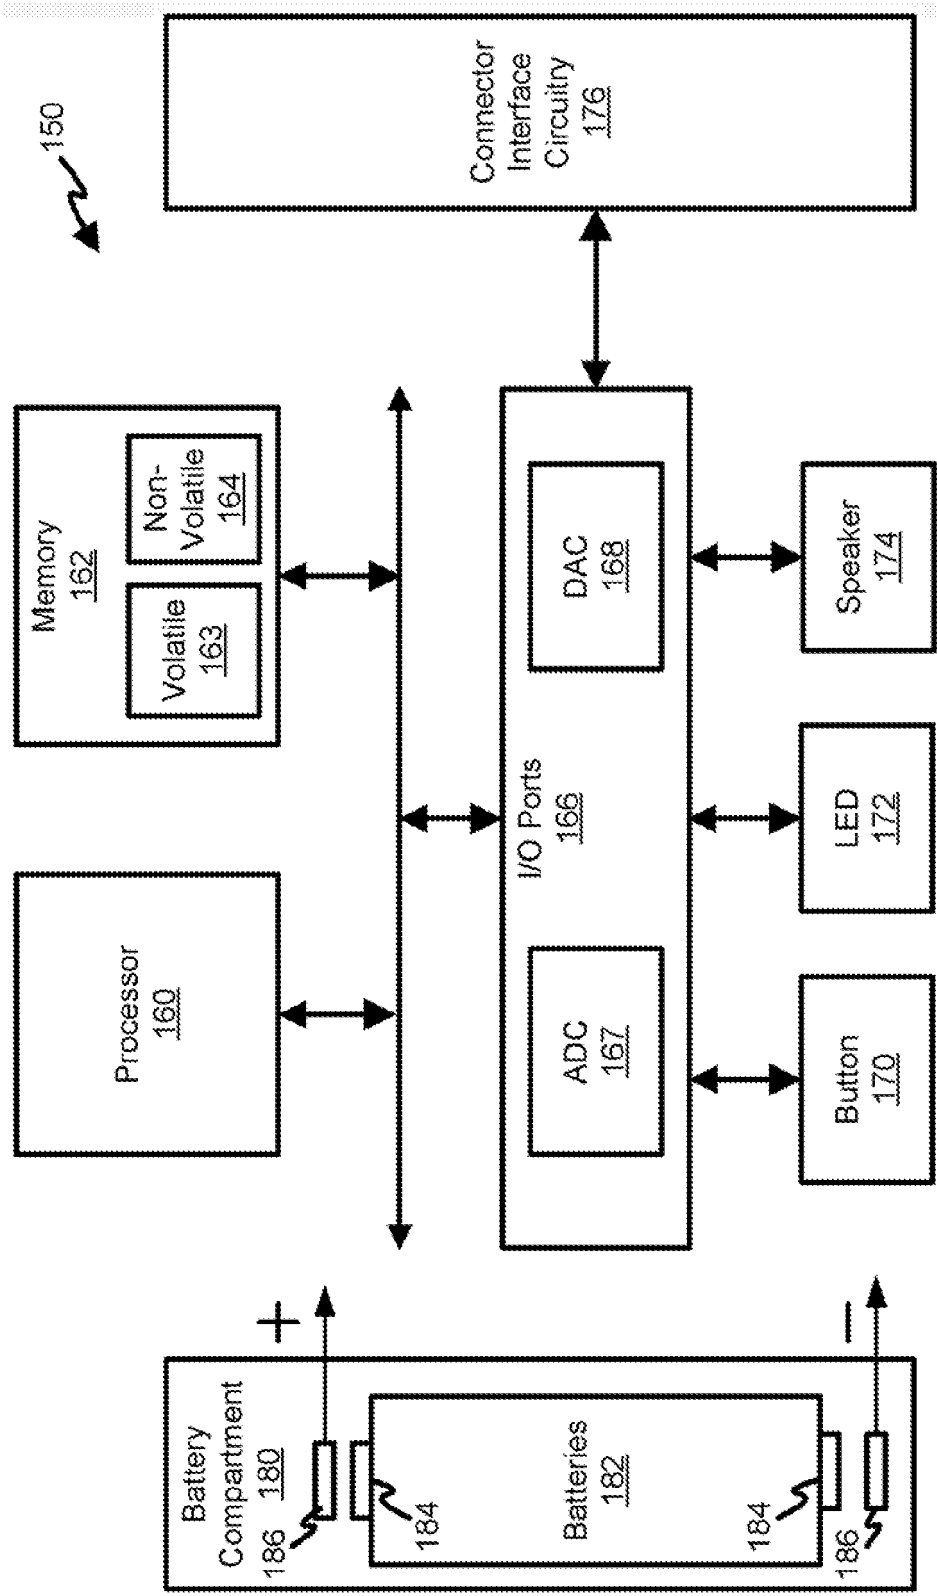 150
Battery
Compartment
180
186
184
Batteries
182
184
186
+
−
Processor
160
Memory
162
Volatile
163
Non-
Volatile
164
I/O Ports
166
ADC
167
DAC
168
Button
170
LED
172
Speaker
174
Connector
Interface
Circuitry
176